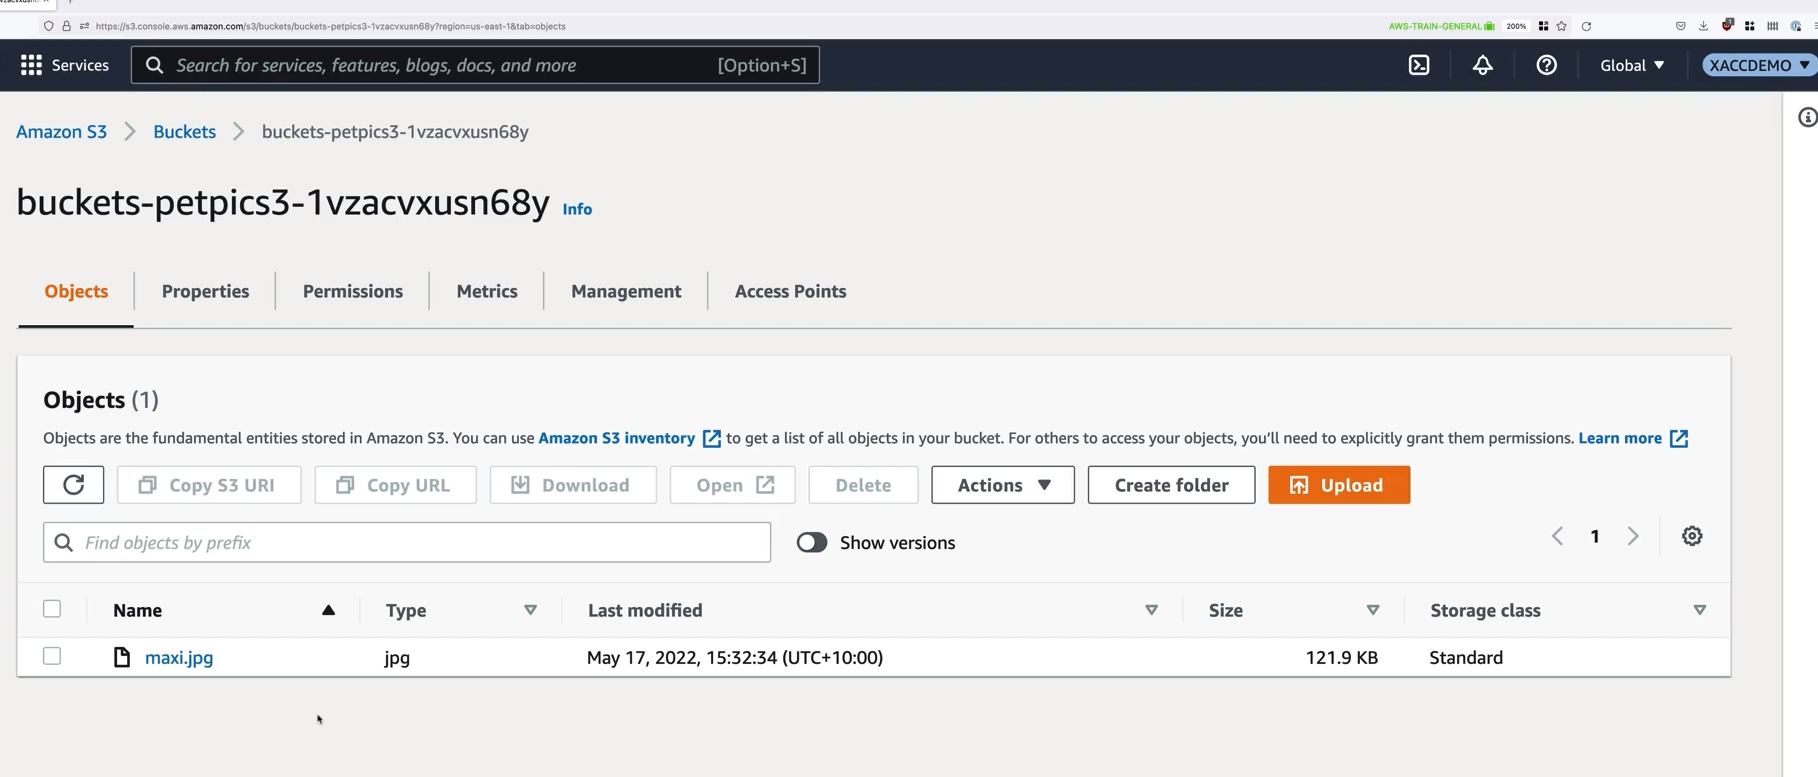 https://s3.console.aws.amazon.com/s3/buckets/buckets-petpics3-1vzacvxusn68y?region=us-east-1&tab=objects
AWS-TRAIN-GENERAL
200%
Services
Search for services, features, blogs, docs, and more
[Option+S]
Global
XACCDEMO
Amazon S3
Buckets
buckets-petpics3-1vzacvxusn68y
buckets-petpics3-1vzacvxusn68y Info
Objects
Properties
Permissions
Metrics
Management
Access Points
Objects (1)
Objects are the fundamental entities stored in Amazon S3. You can use Amazon S3 inventory to get a list of all objects in your bucket. For others to access your objects, you'll need to explicitly grant them permissions. Learn more
Copy S3 URI
Copy URL
Download
Open
Delete
Actions
Create folder
Upload
Find objects by prefix
Show versions
1
Name
Type
Last modified
Size
Storage class
maxi.jpg
jpg
May 17, 2022, 15:32:34 (UTC+10:00)
121.9 KB
Standard